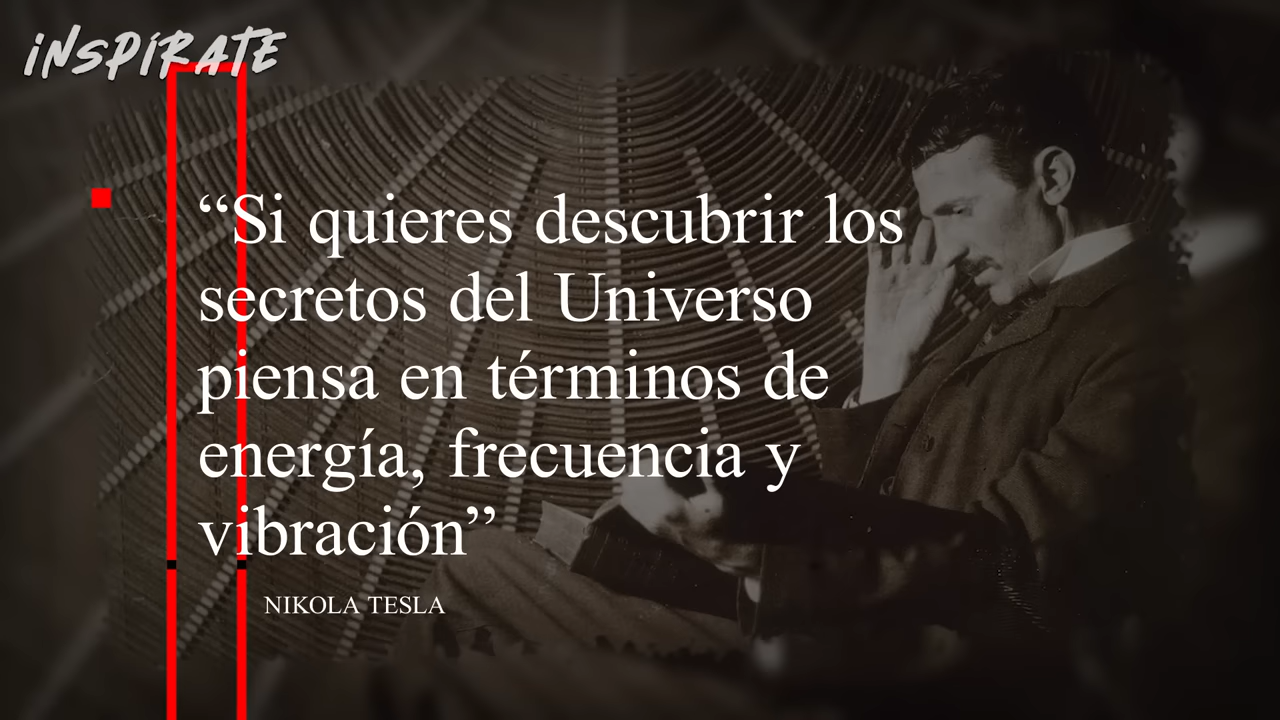 iNSPÍRATE
“Si quieres descubrir los
secretos del Universo
piensa en términos de
energía, frecuencia y
vibración”
NIKOLA TESLA